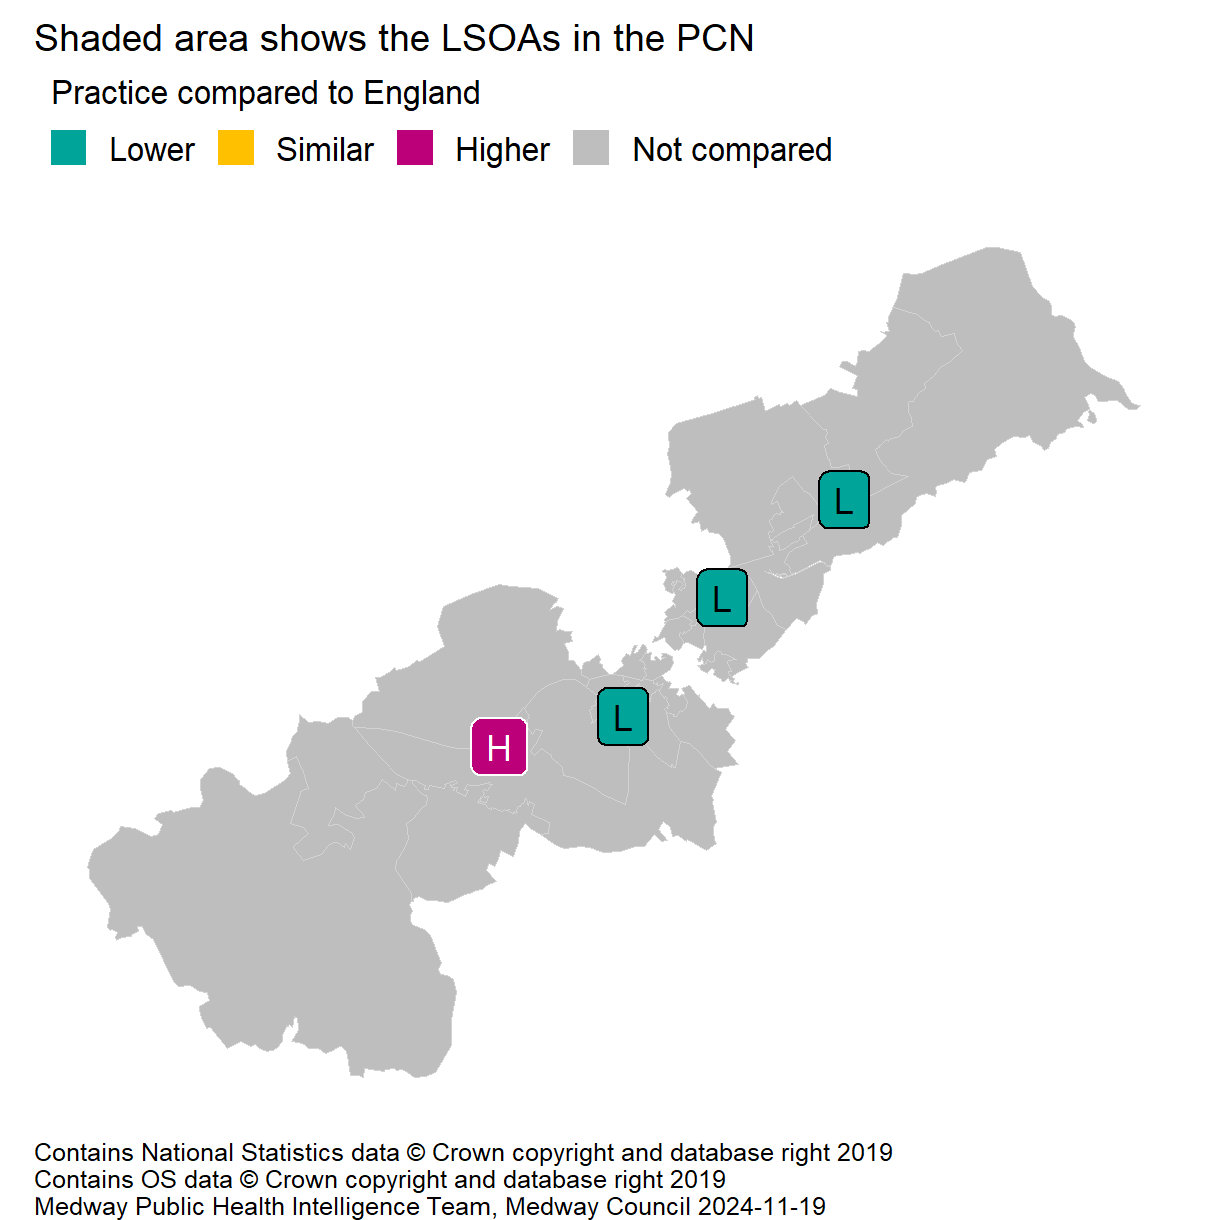 Shaded area shows the LSOAs in the PCN
Practice compared to England
Lower Similar Higher Not compared
L
L
L
H
Contains National Statistics data © Crown copyright and database right 2019
Contains OS data © Crown copyright and database right 2019
Medway Public Health Intelligence Team, Medway Council 2024-11-19